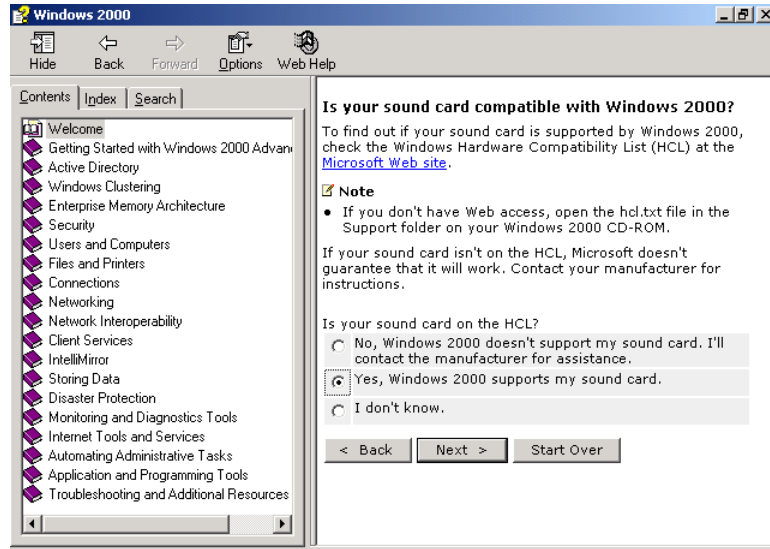 Windows 2000
Hide
Back
Forward
Options
Web Help
Contents
Index
Search
Welcome
Getting Started with Windows 2000 Advan
Active Directory
Windows Clustering
Enterprise Memory Architecture
Security
Users and Computers
Files and Printers
Connections
Networking
Network Interoperability
Client Services
IntelliMirror
Storing Data
Disaster Protection
Monitoring and Diagnostics Tools
Internet Tools and Services
Automating Administrative Tasks
Application and Programming Tools
Troubleshooting and Additional Resources
Is your sound card compatible with Windows 2000?
To find out if your sound card is supported by Windows 2000,
check the Windows Hardware Compatibility List (HCL) at the
Microsoft Web site.
Note
• If you don't have Web access, open the hcl.txt file in the
Support folder on your Windows 2000 CD-ROM.
If your sound card isn't on the HCL, Microsoft doesn't
guarantee that it will work. Contact your manufacturer for
instructions.
Is your sound card on the HCL?
No, Windows 2000 doesn't support my sound card. I'll
contact the manufacturer for assistance.
Yes, Windows 2000 supports my sound card.
I don't know.
< Back
Next >
Start Over